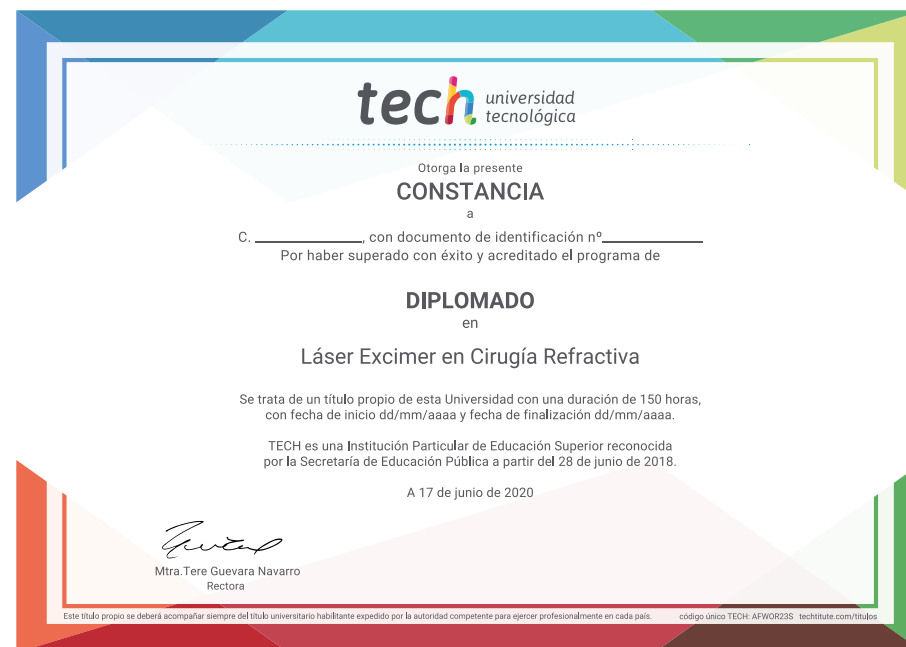 tech universidad
tecnológica
Otorga la presente
CONSTANCIA
a
C. ____________, con documento de identificación nº____________
Por haber superado con éxito y acreditado el programa de
DIPLOMADO
en
Láser Excimer en Cirugía Refractiva
Se trata de un título propio de esta Universidad con una duración de 150 horas,
con fecha de inicio dd/mm/aaaa y fecha de finalización dd/mm/aaaa.
TECH es una Institución Particular de Educación Superior reconocida
por la Secretaría de Educación Pública a partir del 28 de junio de 2018.
A 17 de junio de 2020
Mtra.Tere Guevara Navarro
Rectora
Este título propio se deberá acompañar siempre del título universitario habilitante expedido por la autoridad competente para ejercer profesionalmente en cada país. código único TECH: AFWOR23S techtitute.com/titulos